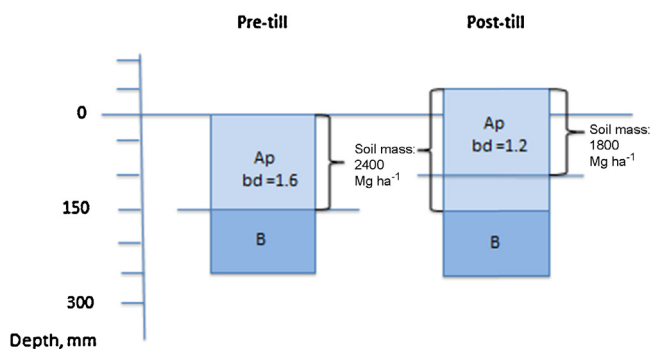 Pre-till
Post-till
0
150
300
Depth, mm
Ap
bd =1.6
B
Soil mass:
2400
Mg ha-1
Ap
bd =1.2
B
Soil mass:
1800
Mg ha-1